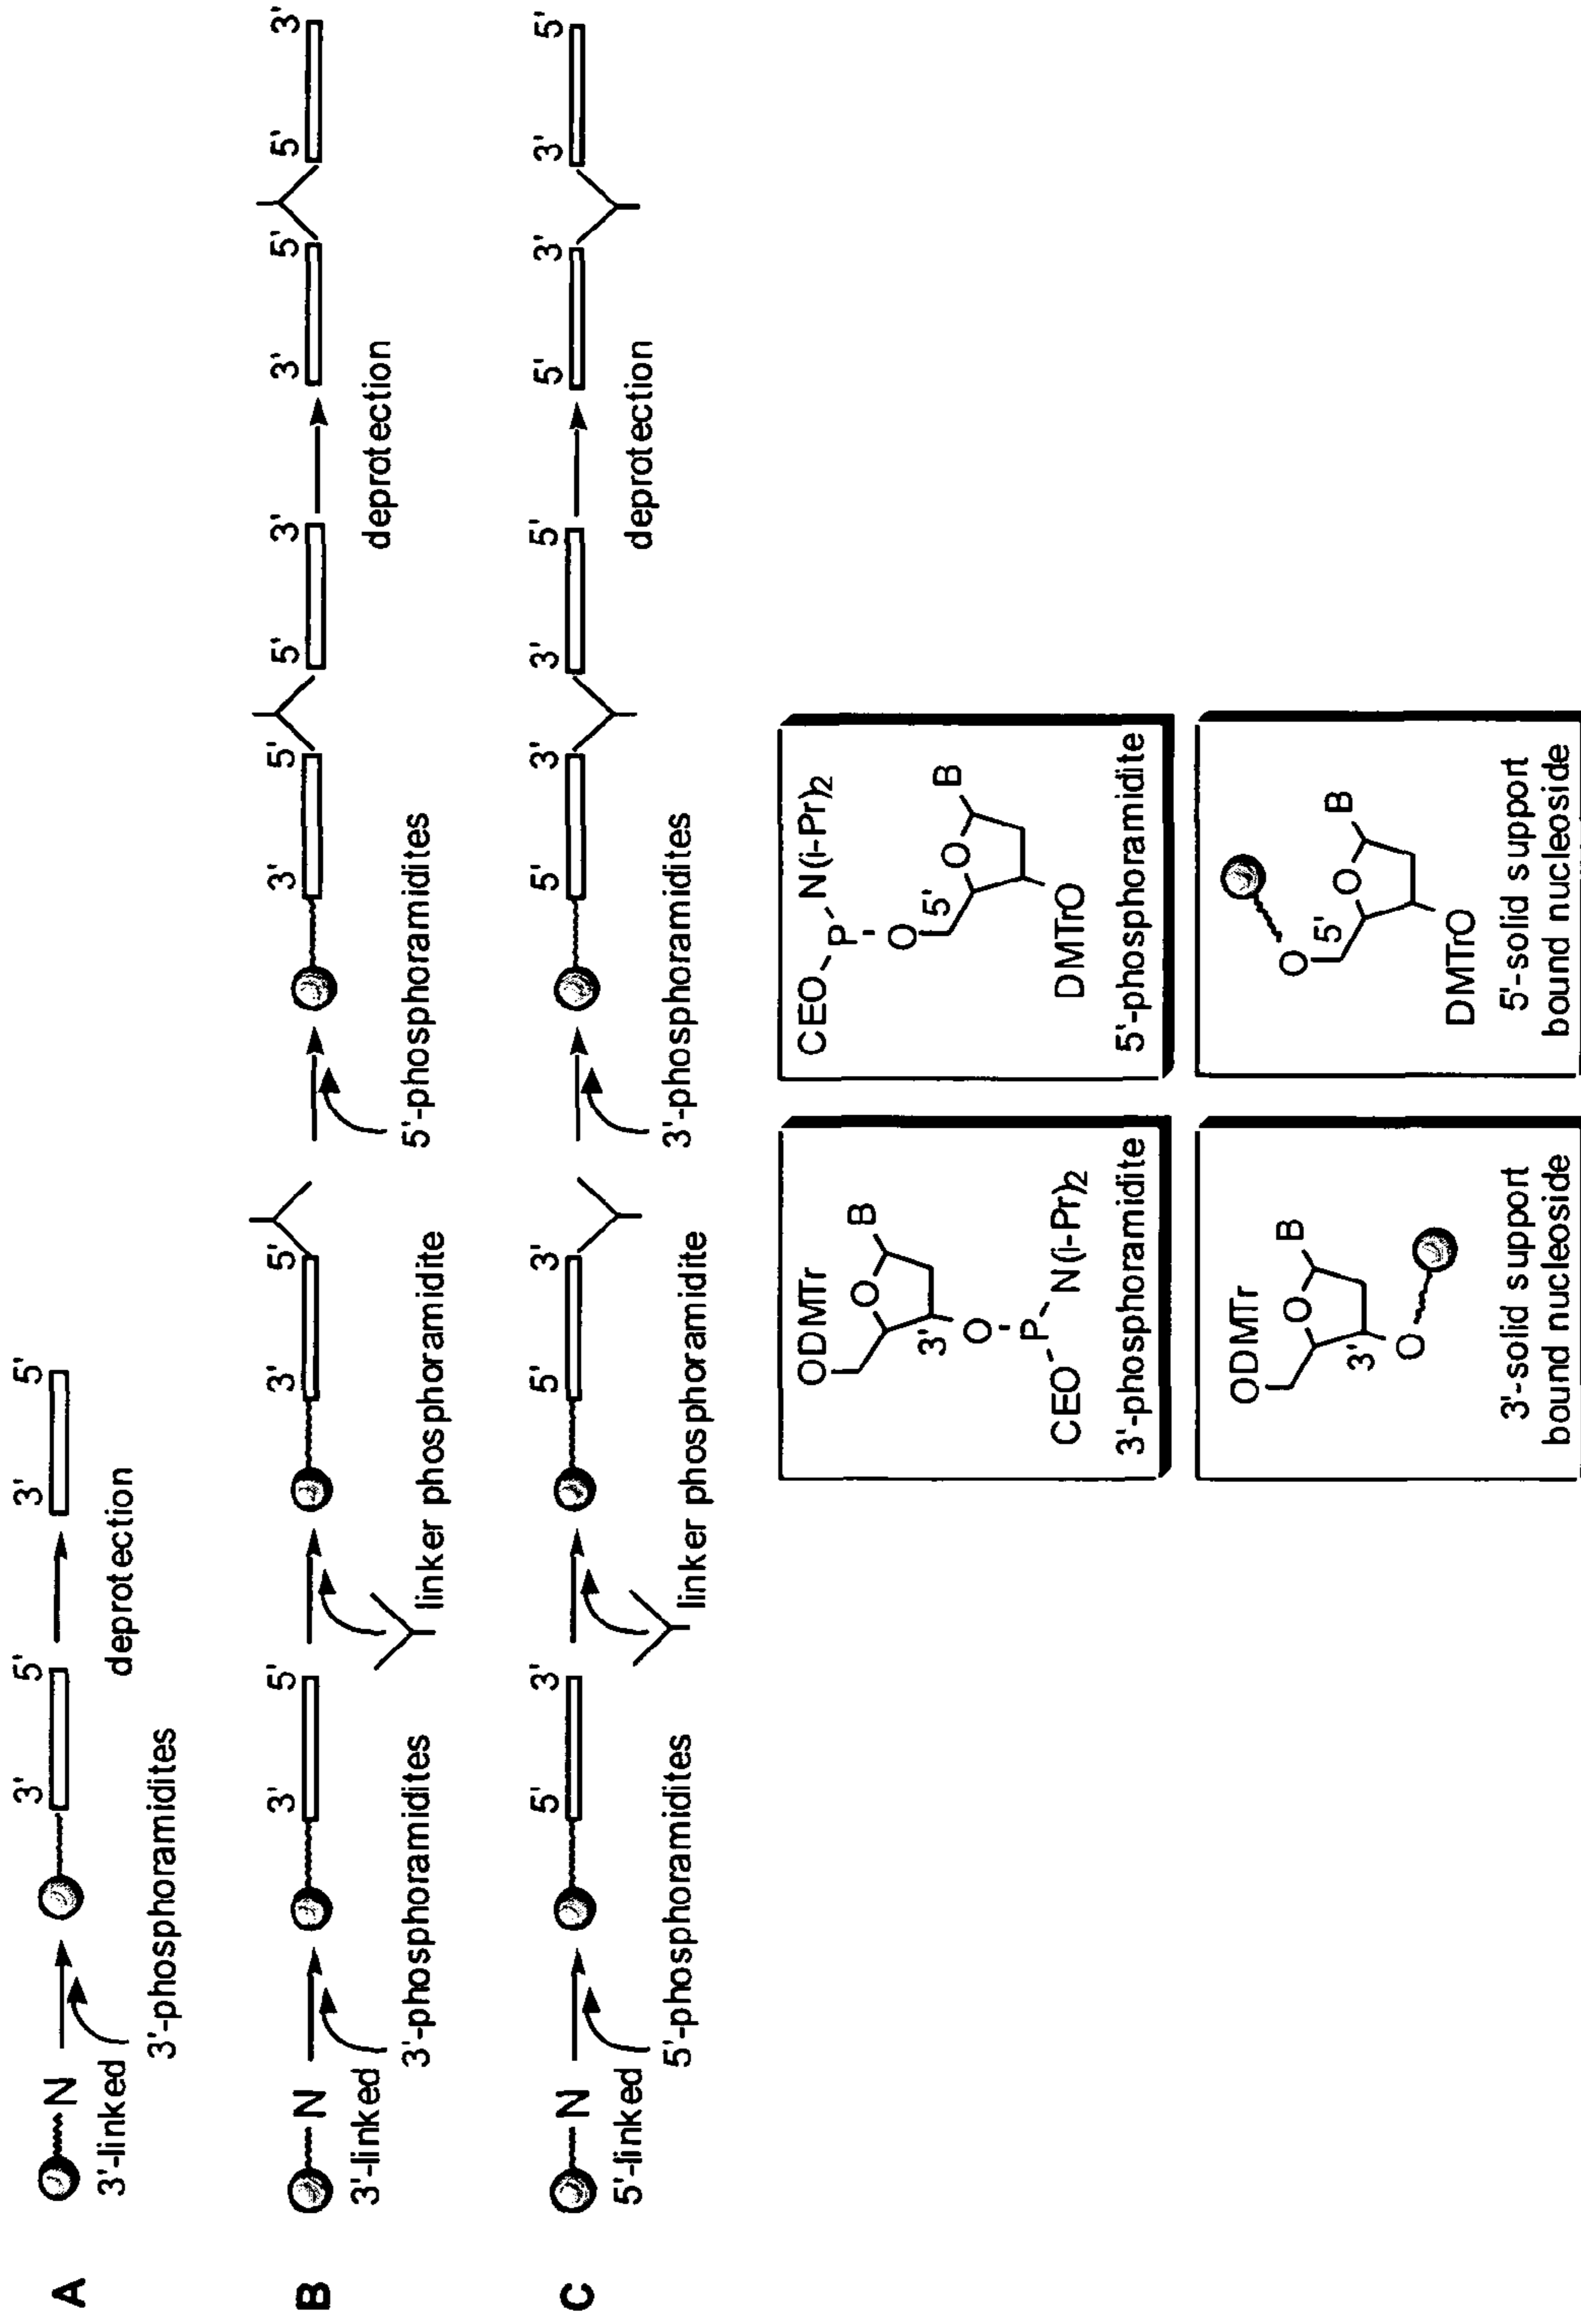 A
N
3'-linked
3'-phosphoramidites
3' 5'
deprotection
3' 5'
B
N
3'-linked
3'-phosphoramidites
3' 5'
linker phosphoramidite
3' 5'
5'-phosphoramidites
3' 5' 5' 3'
deprotection
3' 5' 5' 3'
C
N
5'-linked
5'-phosphoramidites
5' 3'
linker phosphoramidite
5' 3'
3'-phosphoramidites
5' 3' 3' 5'
deprotection
5' 3' 3' 5'
ODMTr
B
O
3'
O
P
CEO N(i-Pr)2
3'-phosphoramidite
CEO N(i-Pr)2
P
O
5'
O
B
DMTrO
5'-phosphoramidite
ODMTr
B
O
3'
O
3'-solid support
bound nucleoside
O
5'
O
B
DMTrO
5'-solid support
bound nucleoside